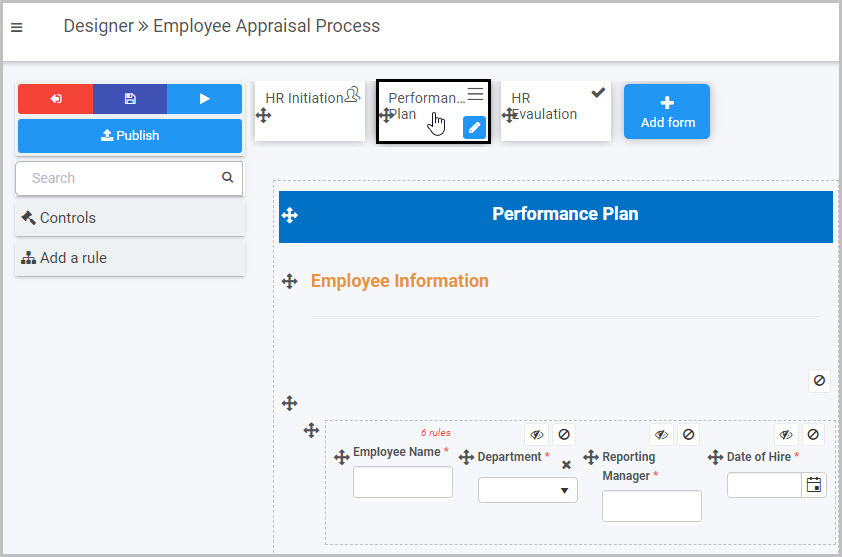 Designer » Employee Appraisal Process
HR Initiation
Performan...
Plan
HR
Evaulation
Add form
Publish
Search
Controls
Add a rule
Performance Plan
Employee Information
6 rules
Employee Name *
Department *
Reporting
Manager *
Date of Hire *